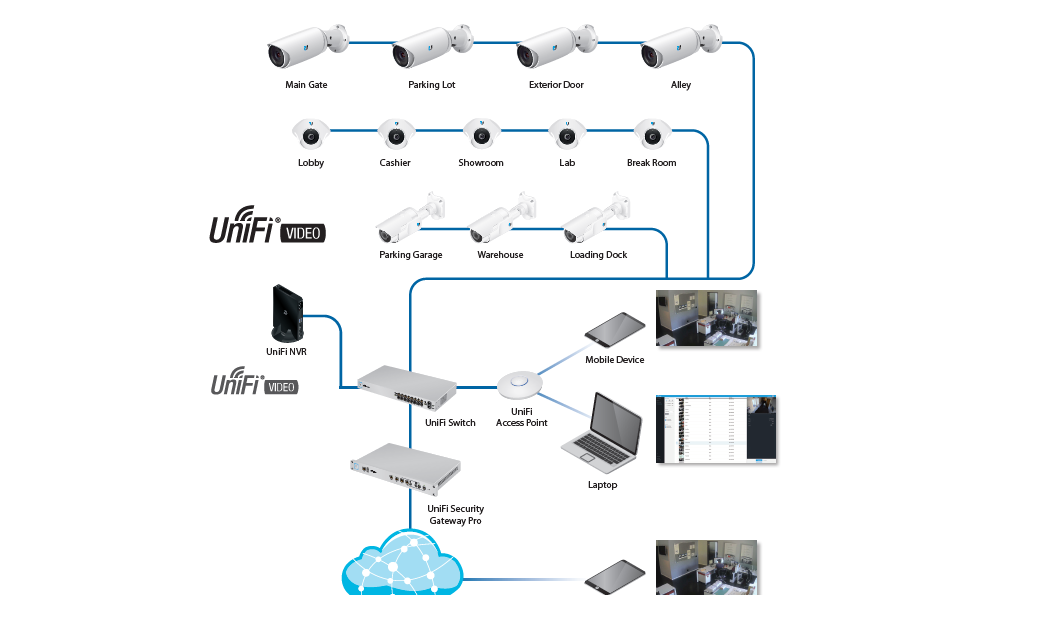 Main Gate
Parking Lot
Exterior Door
Alley
Lobby
Cashier
Showroom
Lab
Break Room
UniFi® VIDEO
Parking Garage
Warehouse
Loading Dock
UniFi NVR
Mobile Device
UniFi® VIDEO
UniFi Switch
UniFi
Access Point
Laptop
UniFi Security
Gateway Pro